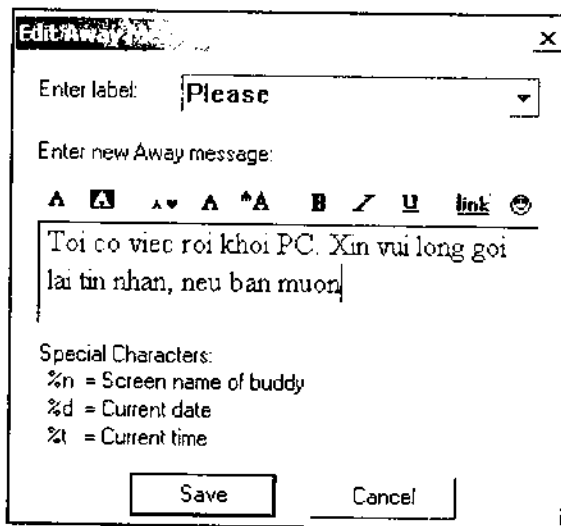 Edit Away
Enter label: Please
Enter new Away message:
A A A A A B I U link
Toi co viec roi khoi PC. Xin vui long goi
lai tin nhan, neu ban muon
Special Characters:
%n = Screen name of buddy
%d = Current date
%t = Current time
Save Cancel